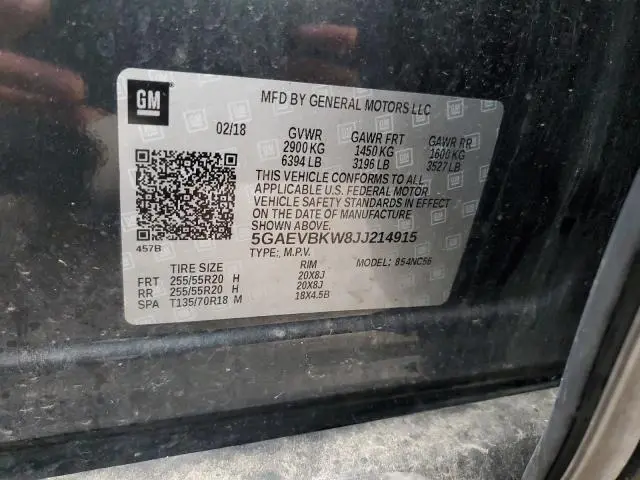 GM
MFD BY GENERAL MOTORS LLC
02/18 GVWR GAWR FRT GAWR RR
2900 KG 1450 KG 1600 KG
6394 LB 3196 LB 3527 LB
THIS VEHICLE CONFORMS TO ALL
APPLICABLE U.S. FEDERAL MOTOR
VEHICLE SAFETY STANDARDS IN EFFECT
ON THE DATE OF MANUFACTURE
SHOWN ABOVE.
457B
5GAEVBKW8JJ214915
TYPE: , M.P.V. MODEL: 854NC56
TIRE SIZE RIM
FRT 255/55R20 H 20X8J
RR 255/55R20 H 20X8J
SPA T135/70R18 M 18X4.5B